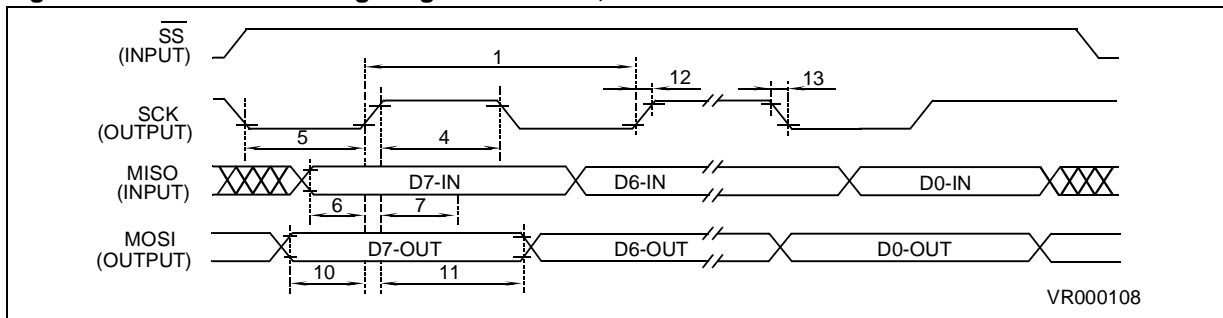 SS
(INPUT)
1
12
13
SCK
(OUTPUT)
5
4
MISO
(INPUT)
D7-IN
D6-IN
D0-IN
6
7
MOSI
(OUTPUT)
D7-OUT
D6-OUT
D0-OUT
10
11
VR000108